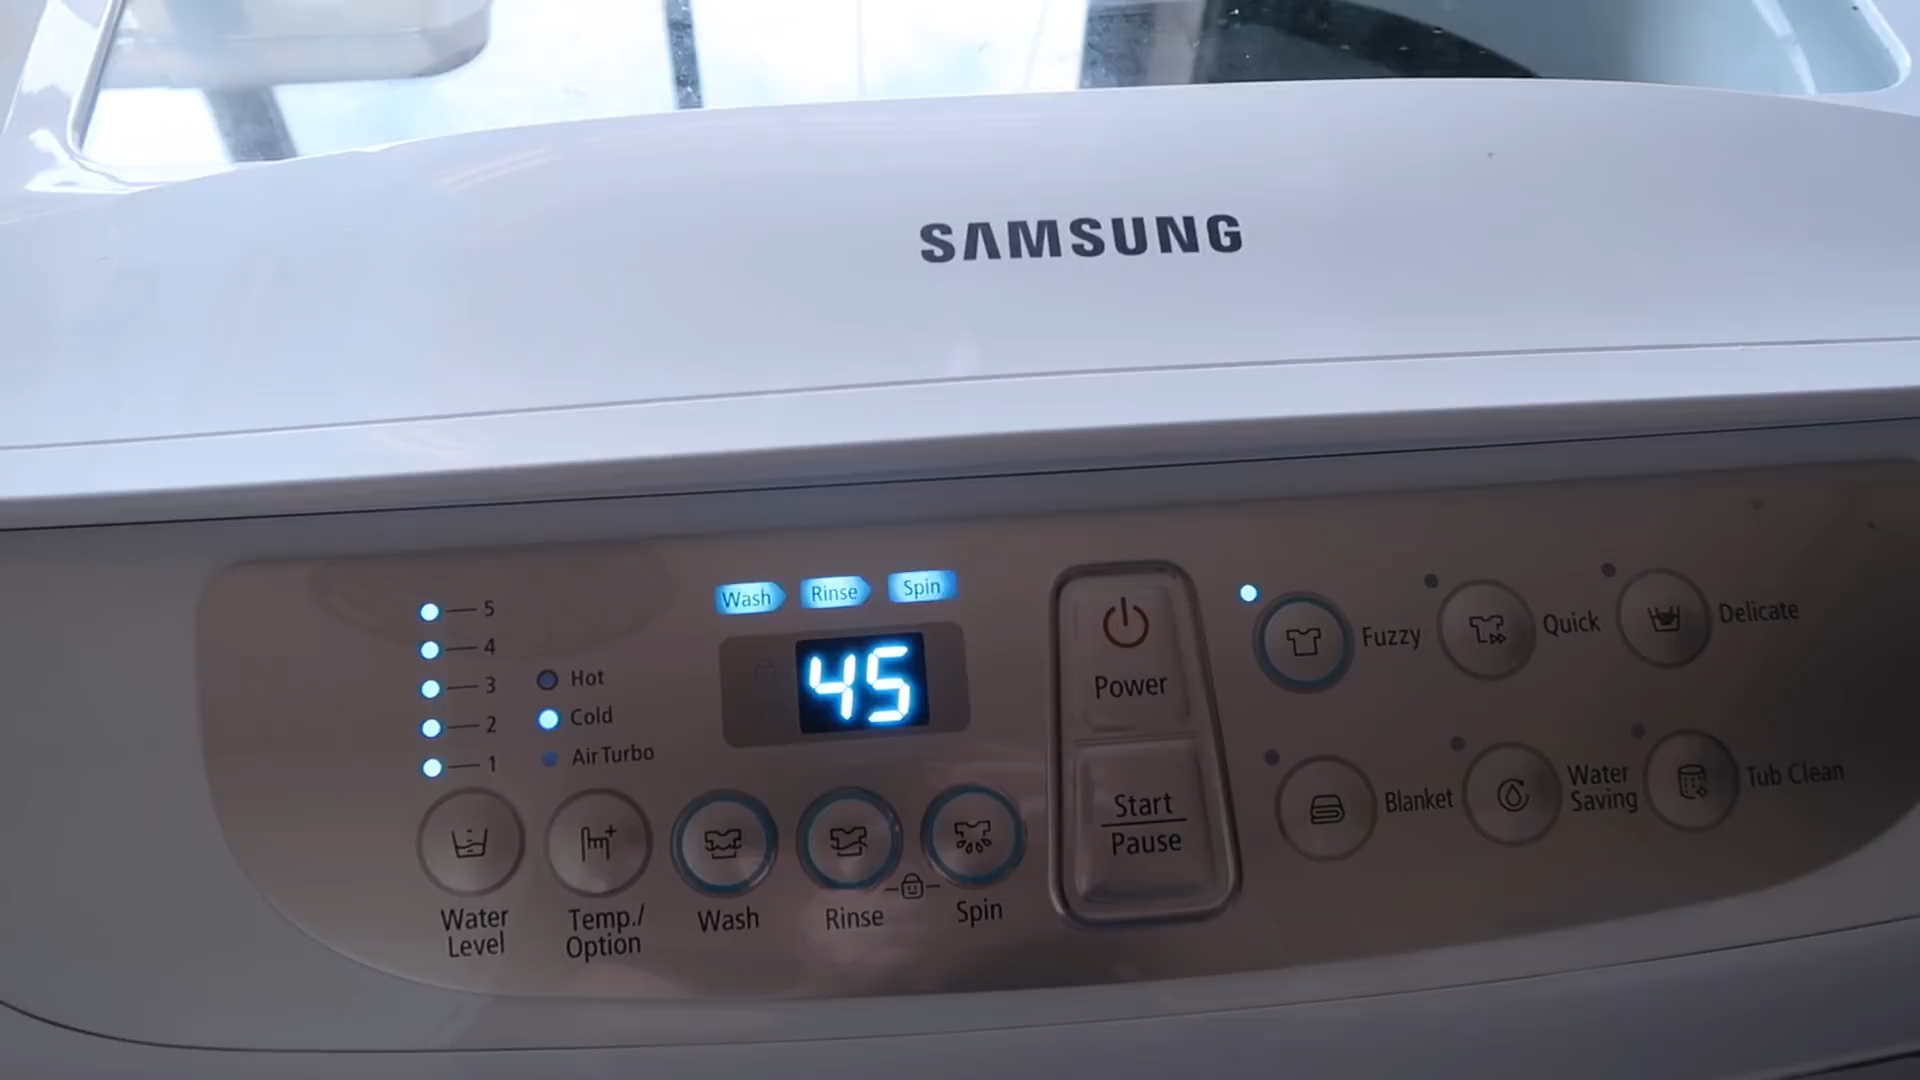 SAMSUNG
5
4
3
2
1
Hot
Cold
Air Turbo
Wash
Rinse
Spin
45
Water
Level
Temp./
Option
Wash
Rinse
Spin
Power
Start
Pause
Fuzzy
Quick
Delicate
Blanket
Water
Saving
Tub Clean